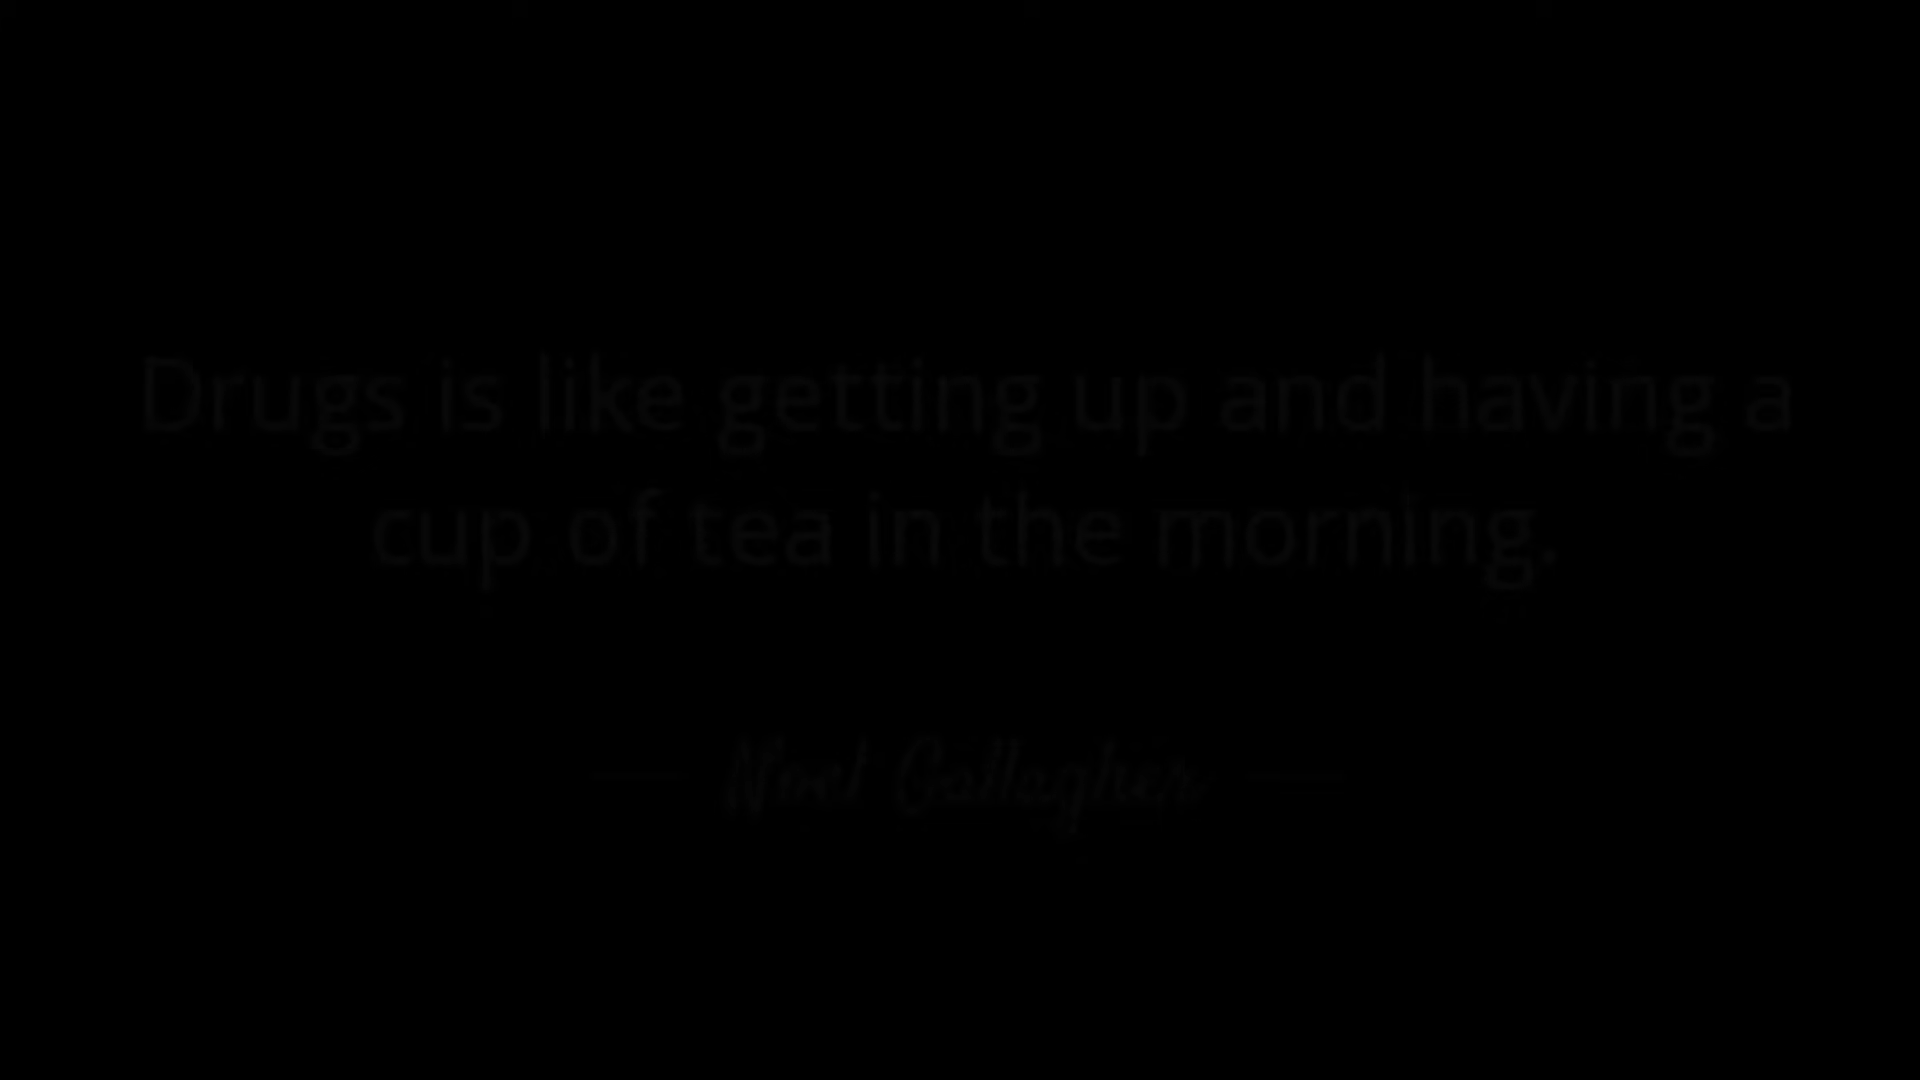 Drugs is like getting up and having a
cup of tea in the morning.
Noel Gallagher